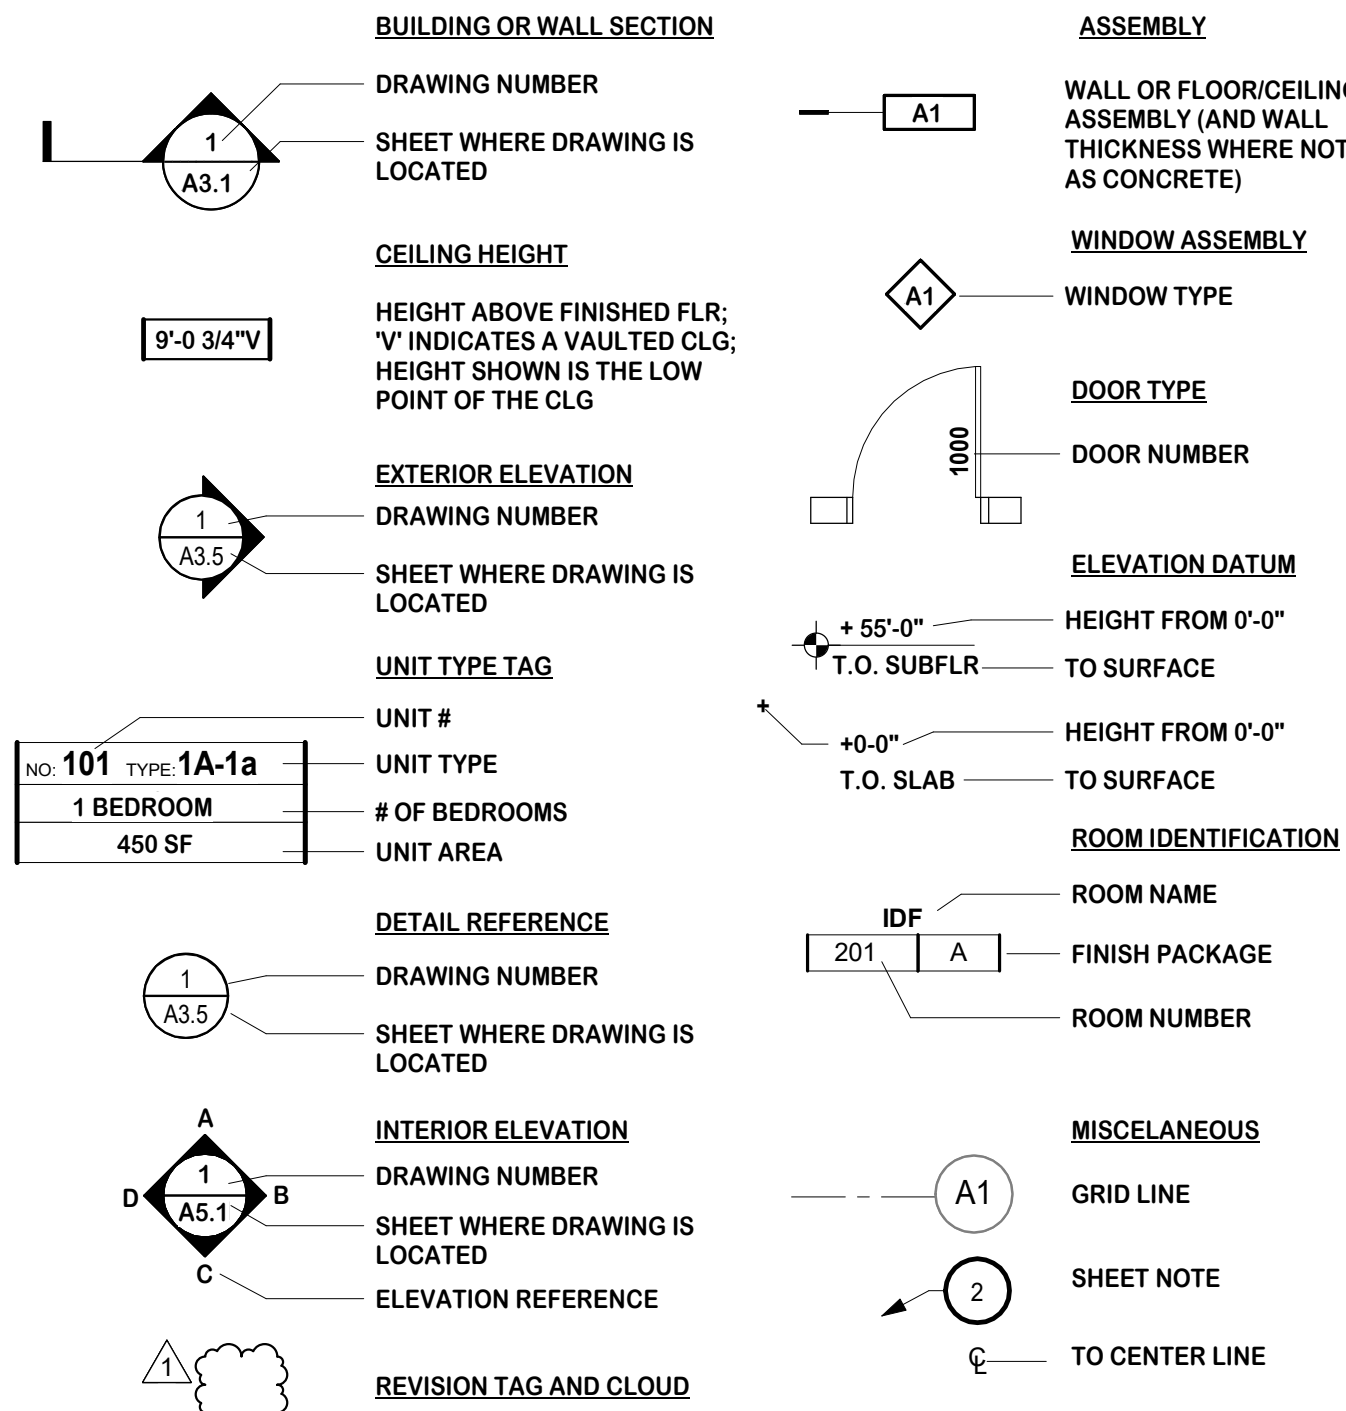 BUILDING OR WALL SECTION
DRAWING NUMBER
1
SHEET WHERE DRAWING IS
LOCATED
A3.1
CEILING HEIGHT
9'-0 3/4"V
HEIGHT ABOVE FINISHED FLR;
'V' INDICATES A VAULTED CLG;
HEIGHT SHOWN IS THE LOW
POINT OF THE CLG
EXTERIOR ELEVATION
1
DRAWING NUMBER
A3.5
SHEET WHERE DRAWING IS
LOCATED
UNIT TYPE TAG
UNIT #
NO: 101 TYPE: 1A-1a
UNIT TYPE
1 BEDROOM
# OF BEDROOMS
450 SF
UNIT AREA
DETAIL REFERENCE
1
DRAWING NUMBER
A3.5
SHEET WHERE DRAWING IS
LOCATED
INTERIOR ELEVATION
A
1
DRAWING NUMBER
D
B
A5.1
SHEET WHERE DRAWING IS
LOCATED
C
ELEVATION REFERENCE
1
REVISION TAG AND CLOUD
ASSEMBLY
A1
WALL OR FLOOR/CEILING
ASSEMBLY (AND WALL
THICKNESS WHERE NOT
AS CONCRETE)
WINDOW ASSEMBLY
A1
WINDOW TYPE
DOOR TYPE
1000
DOOR NUMBER
ELEVATION DATUM
+ 55'-0"
HEIGHT FROM 0'-0"
T.O. SUBFLR
TO SURFACE
+
+0-0"
HEIGHT FROM 0'-0"
T.O. SLAB
TO SURFACE
ROOM IDENTIFICATION
ROOM NAME
IDF
201 A
FINISH PACKAGE
ROOM NUMBER
MISCELANEOUS
A1
GRID LINE
2
SHEET NOTE
℄
TO CENTER LINE